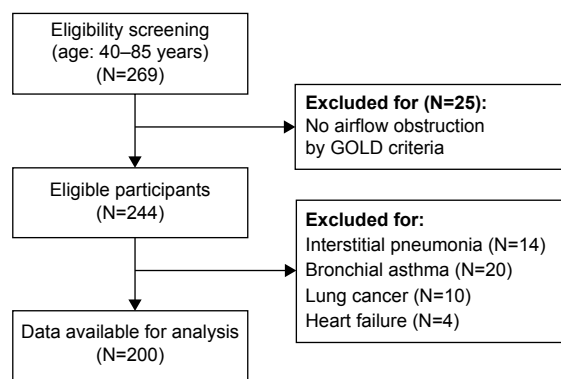 Eligibility screening
(age: 40–85 years)
(N=269)
Excluded for (N=25):
No airflow obstruction
by GOLD criteria
Eligible participants
(N=244)
Excluded for:
Interstitial pneumonia (N=14)
Bronchial asthma (N=20)
Lung cancer (N=10)
Heart failure (N=4)
Data available for analysis
(N=200)